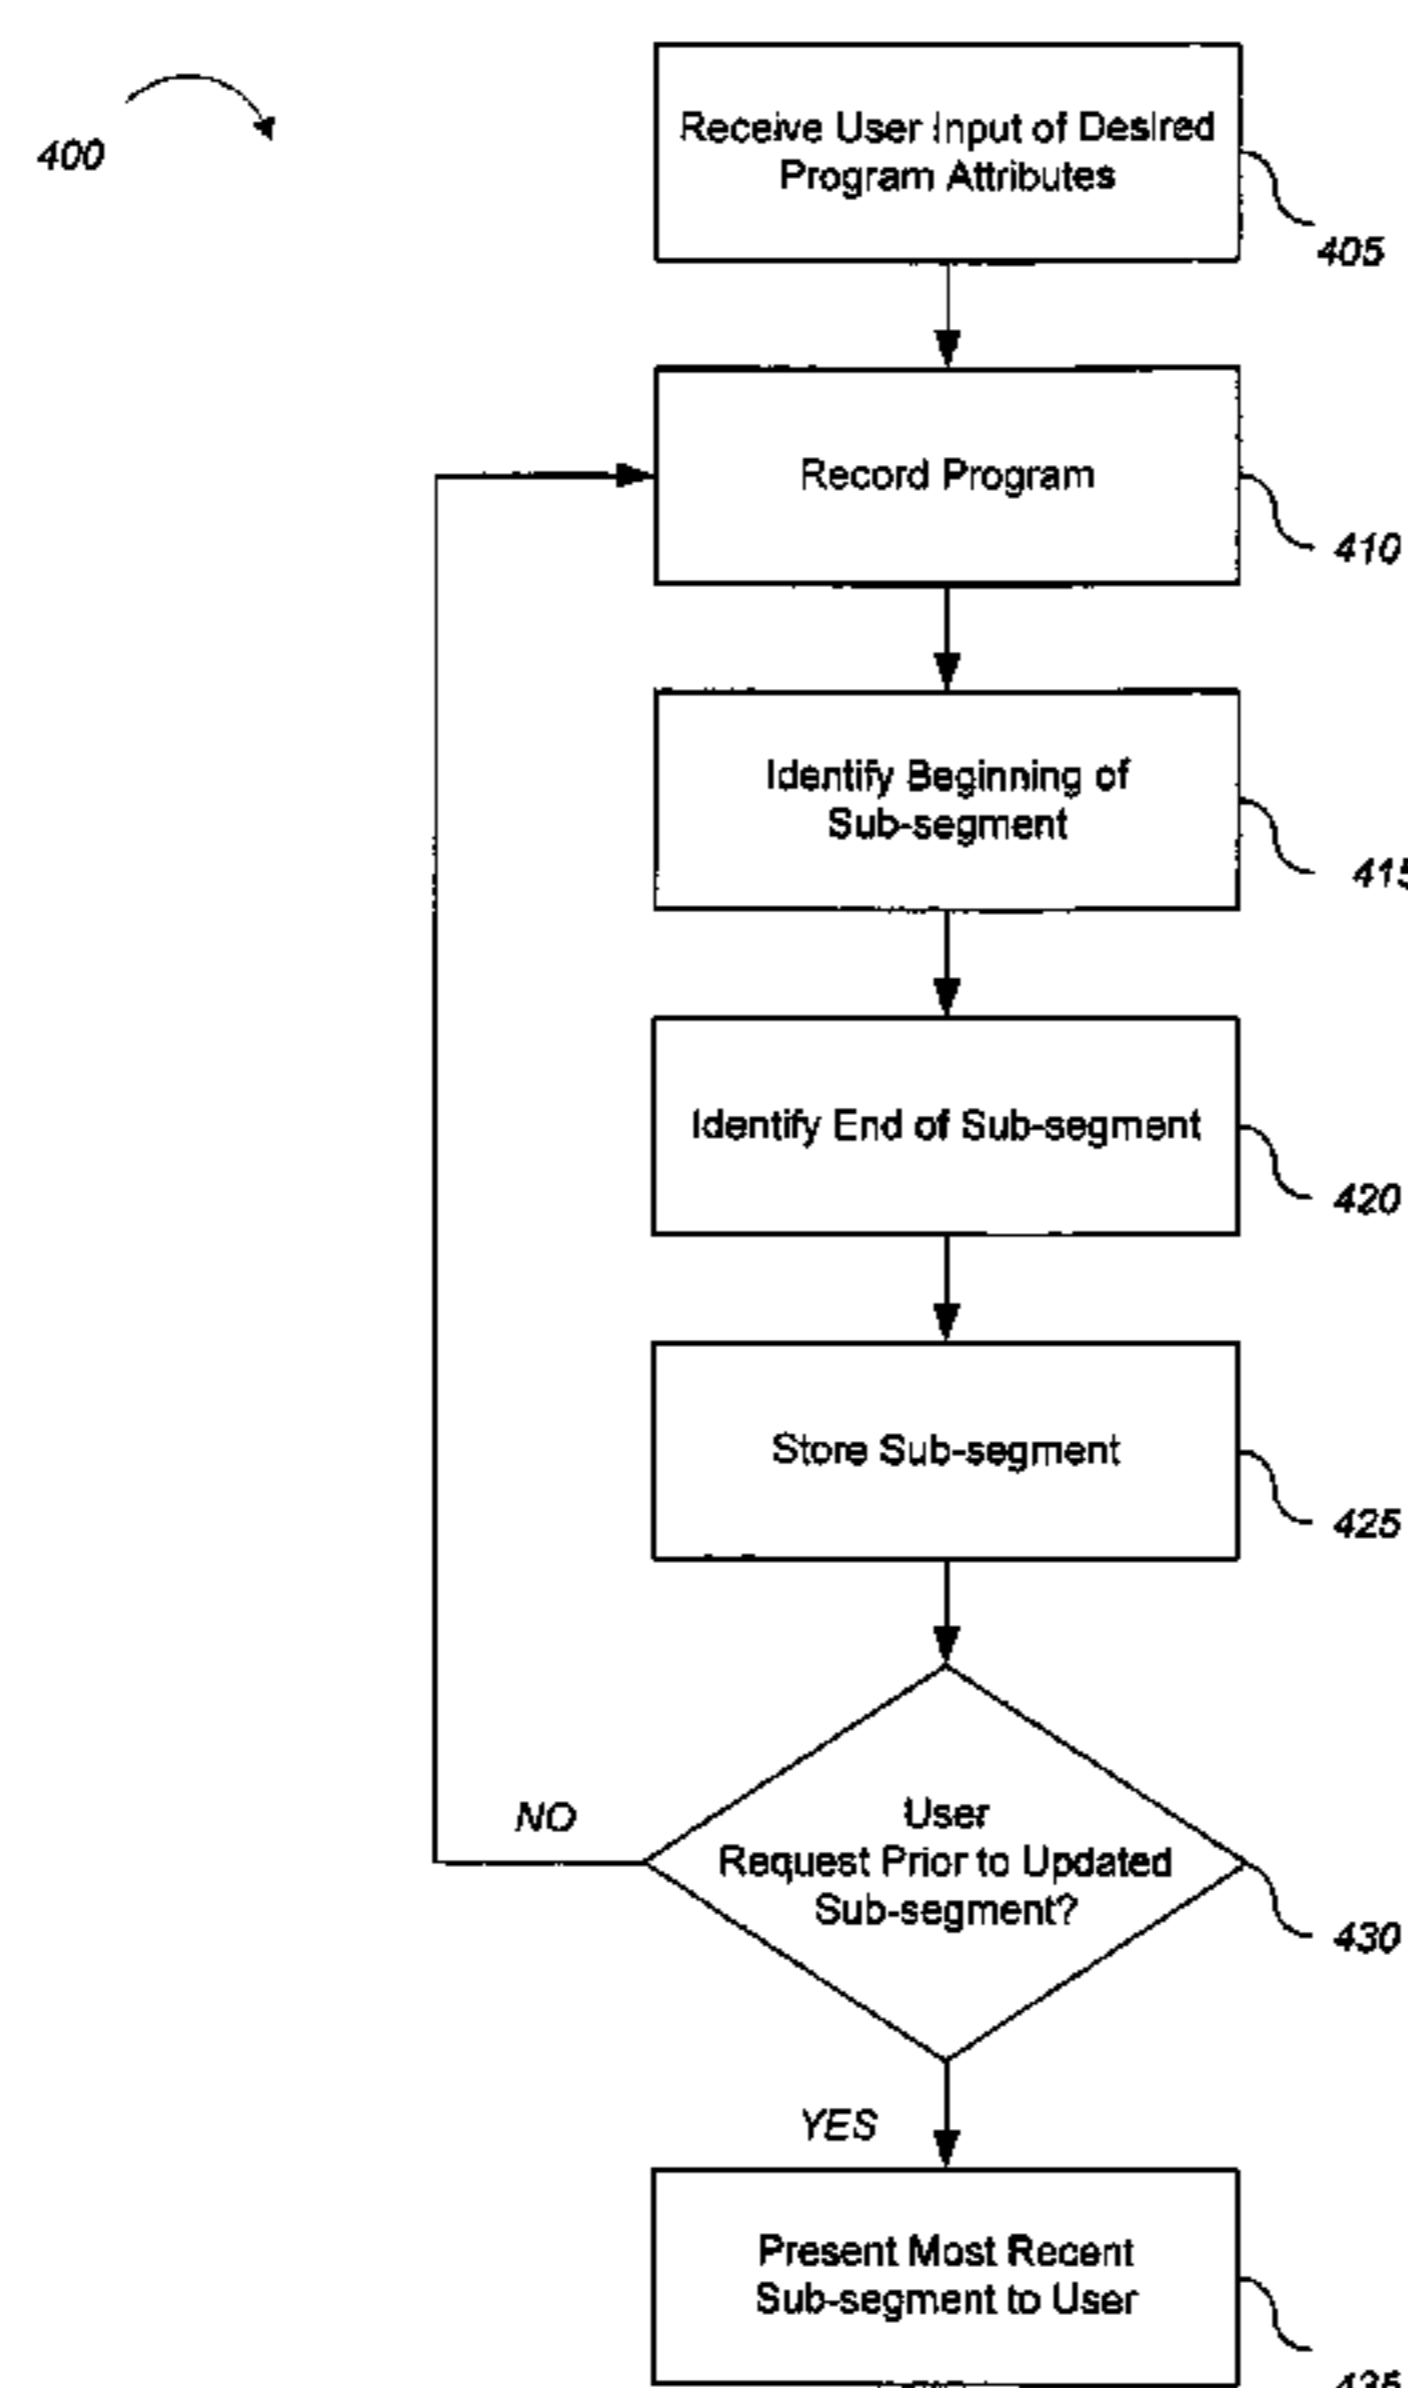 400
Receive User Input of Desired
Program Attributes
405
Record Program
410
Identify Beginning of
Sub-segment
415
Identify End of Sub-segment
420
Store Sub-segment
425
User
Request Prior to Updated
Sub-segment?
430
NO
YES
Present Most Recent
Sub-segment to User
435